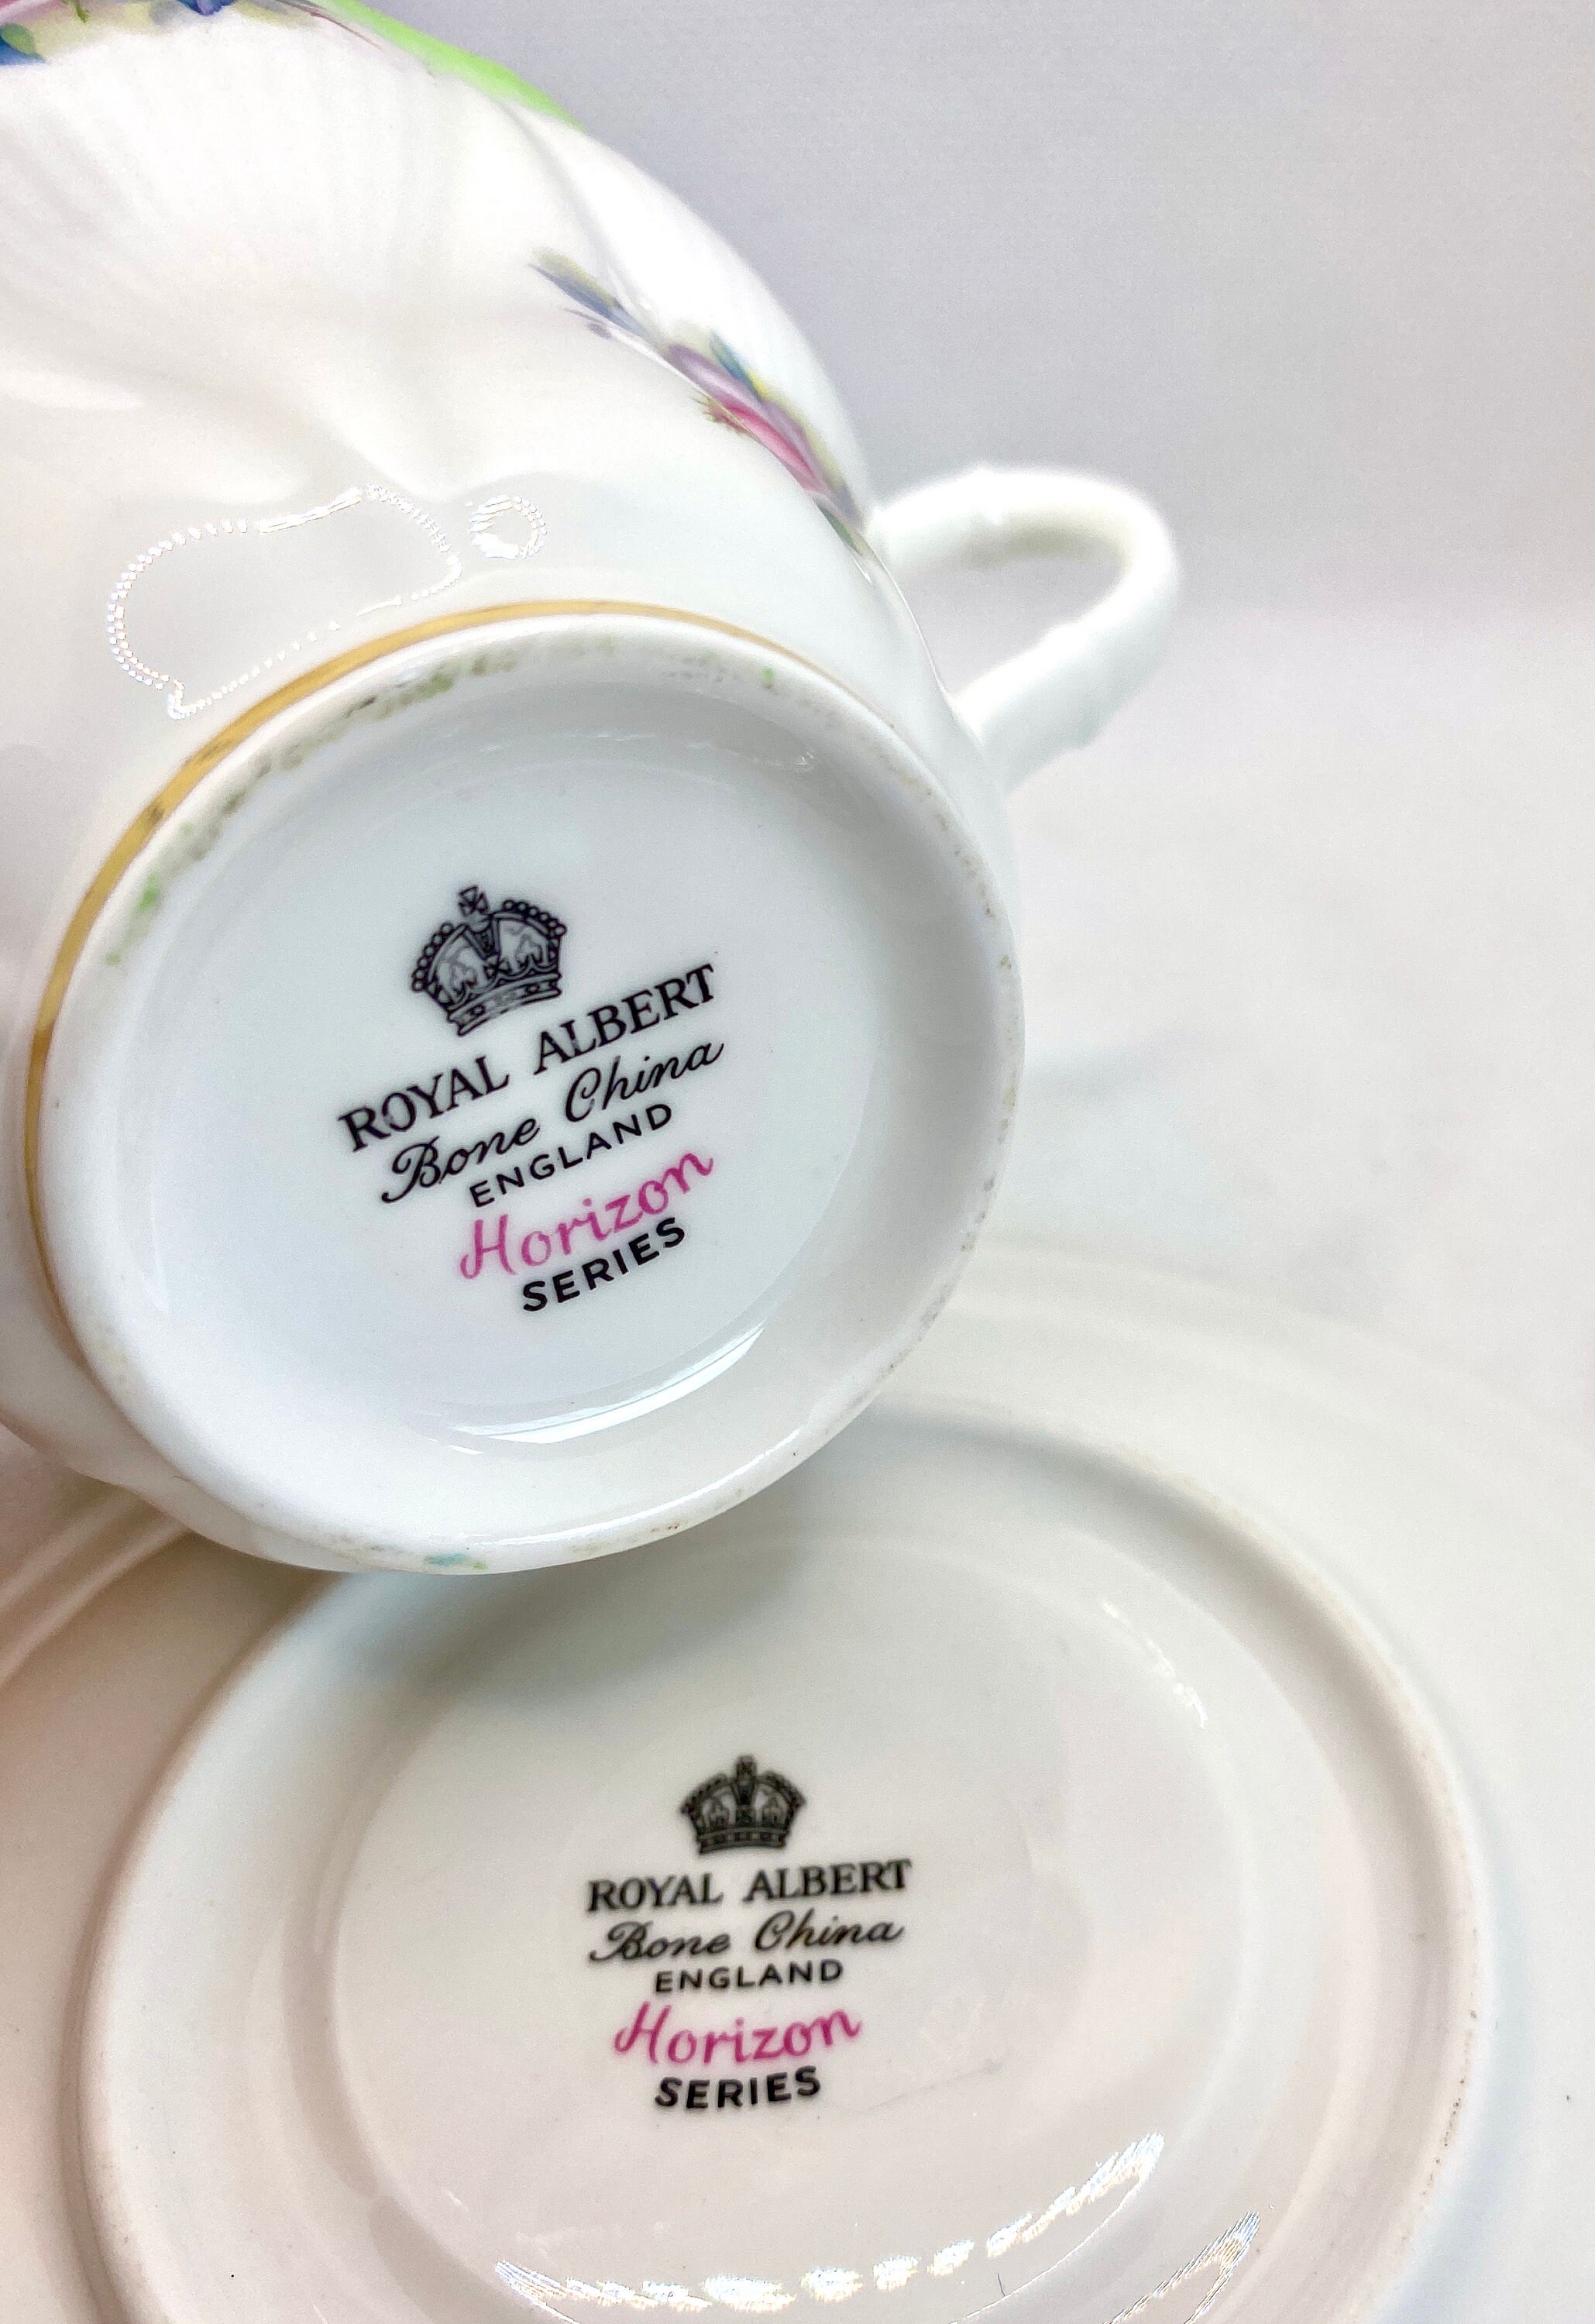 ROYAL ALBERT
Bone China
ENGLAND
Horizon
SERIES
ROYAL ALBERT
Bone China
ENGLAND
Horizon
SERIES